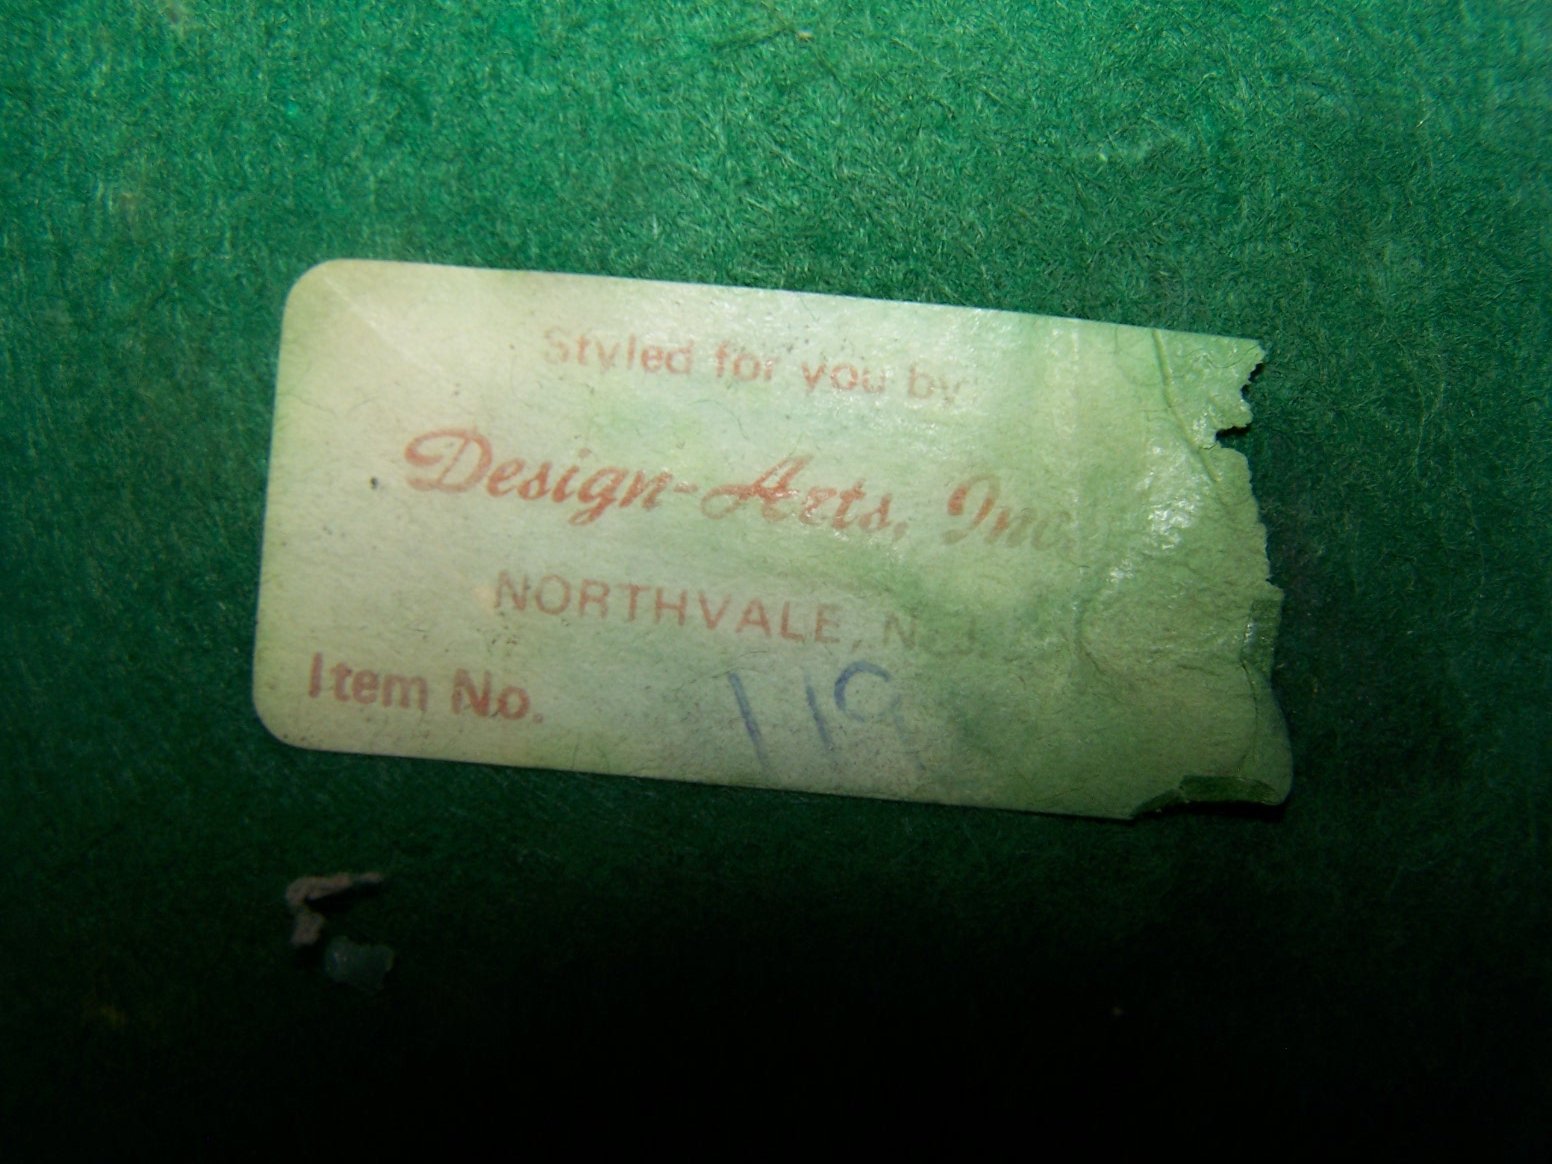 Styled for you by
Design-Arts, Inc.
NORTHVALE, N.J.
Item No. 119